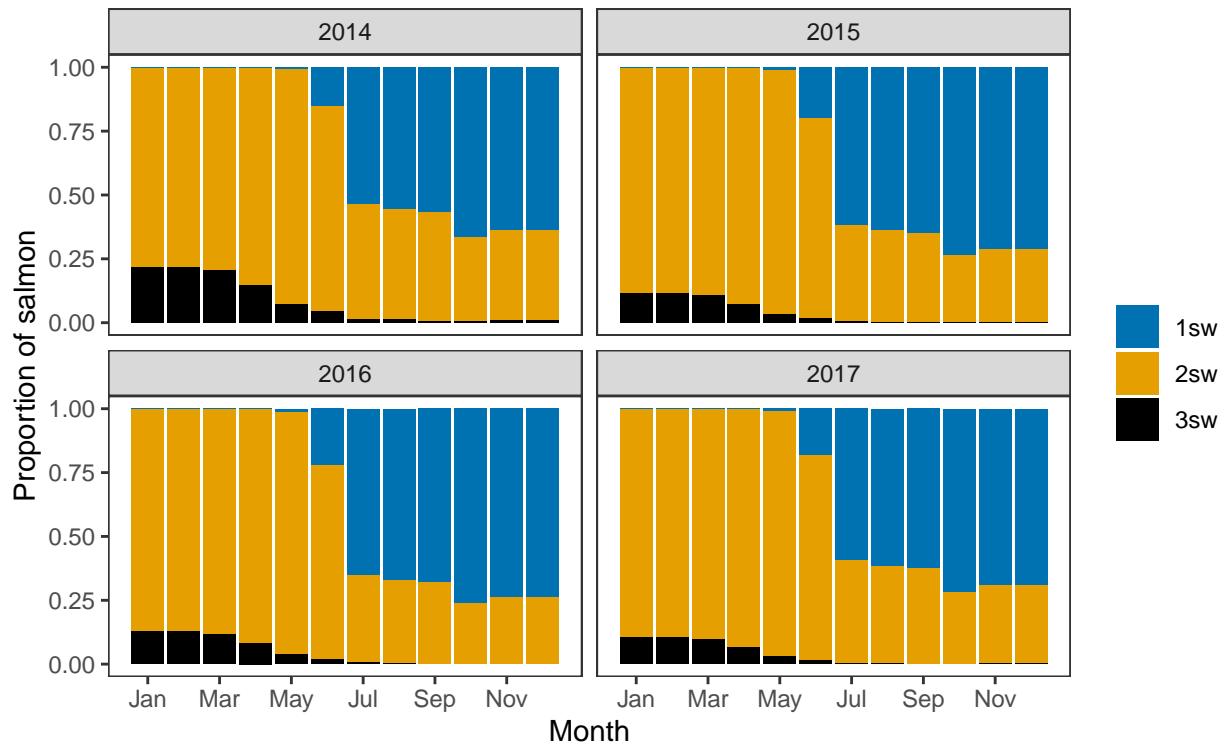 2014
2015
1.00
0.75
0.50
0.25
0.00
Proportion of salmon
2016
2017
1.00
0.75
0.50
0.25
0.00
Jan Mar May Jul Sep Nov
Jan Mar May Jul Sep Nov
Month
1sw
2sw
3sw